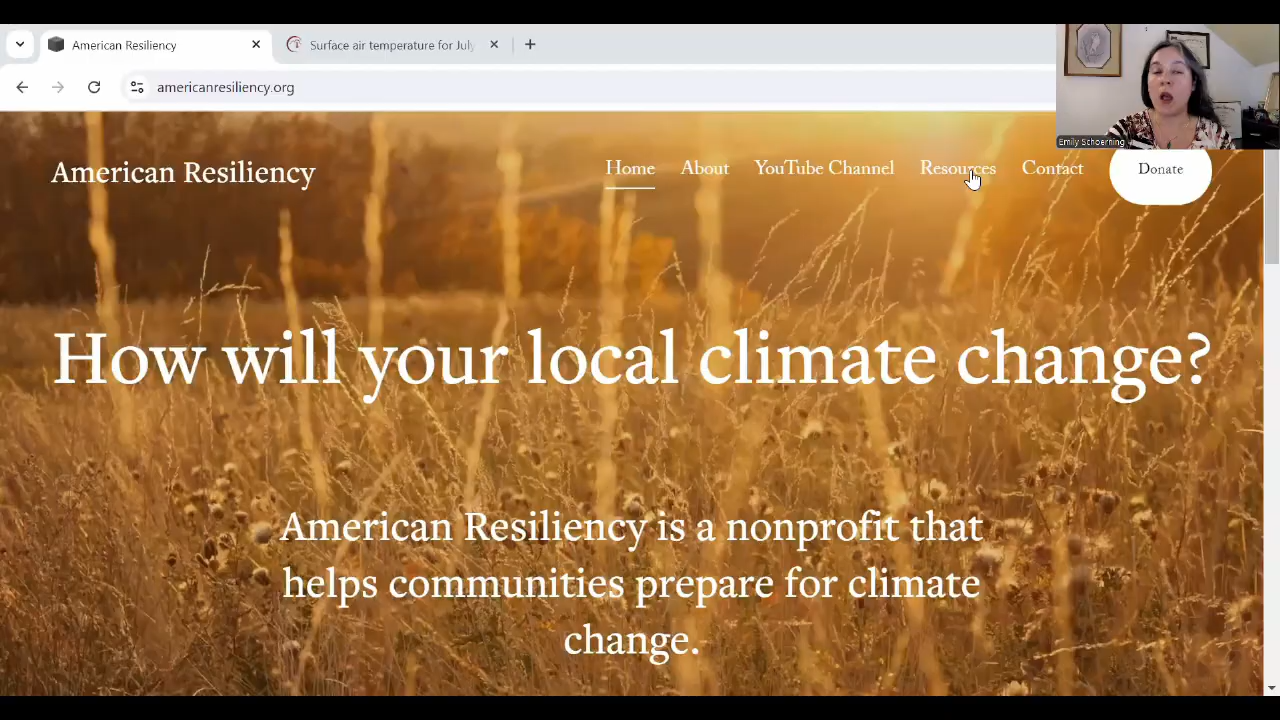 American Resiliency
Surface air temperature for July
americanresiliency.org
Emily Schoerning
American Resiliency
Home About YouTube Channel Resources Contact Donate
How will your local climate change?
American Resiliency is a nonprofit that
helps communities prepare for climate
change.